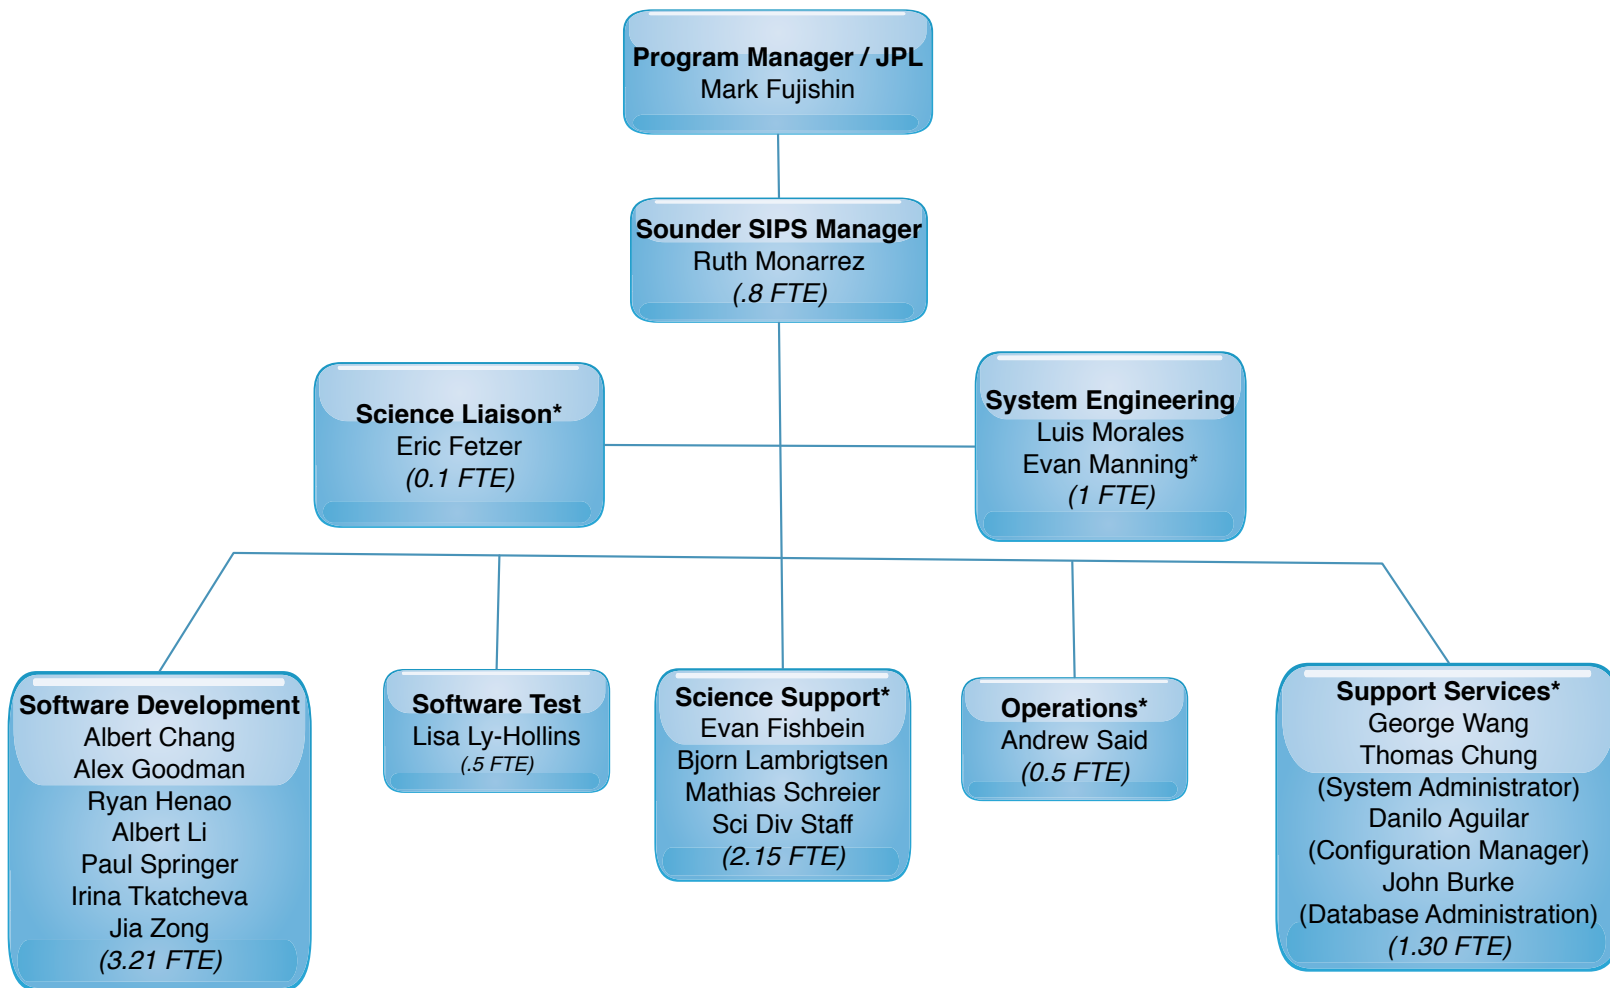 Program Manager / JPL
Mark Fujishin
Sounder SIPS Manager
Ruth Monarrez
(.8 FTE)
Science Liaison*
Eric Fetzer
(0.1 FTE)
System Engineering
Luis Morales
Evan Manning*
(1 FTE)
Software Development
Albert Chang
Alex Goodman
Ryan Henao
Albert Li
Paul Springer
Irina Tkatcheva
Jia Zong
(3.21 FTE)
Software Test
Lisa Ly-Hollins
(.5 FTE)
Science Support*
Evan Fishbein
Bjorn Lambrigtsen
Mathias Schreier
Sci Div Staff
(2.15 FTE)
Operations*
Andrew Said
(0.5 FTE)
Support Services*
George Wang
Thomas Chung
(System Administrator)
Danilo Aguilar
(Configuration Manager)
John Burke
(Database Administration)
(1.30 FTE)